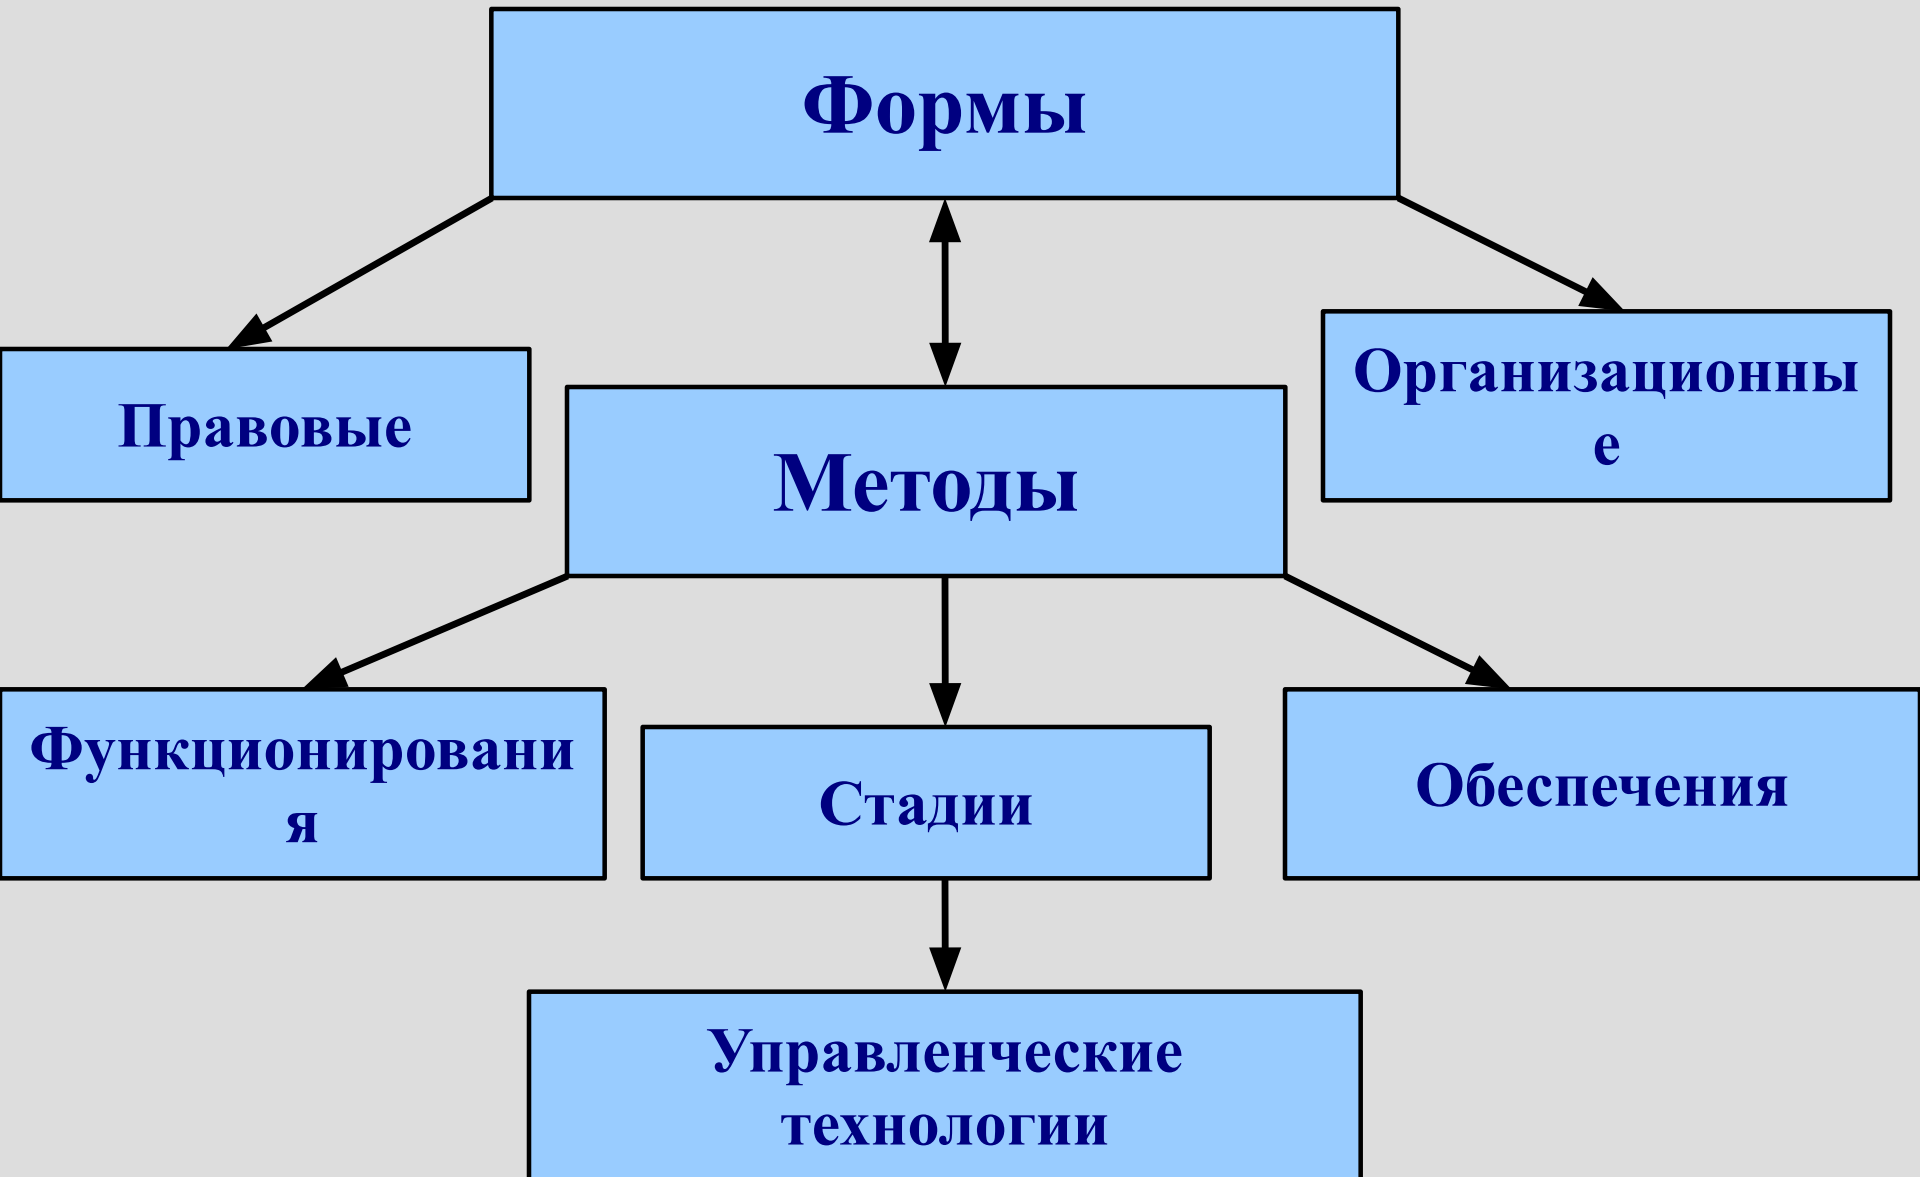 Формы
Правовые
Организационны
е
Методы
Функционировани
я
Стадии
Обеспечения
Управленческие
технологии